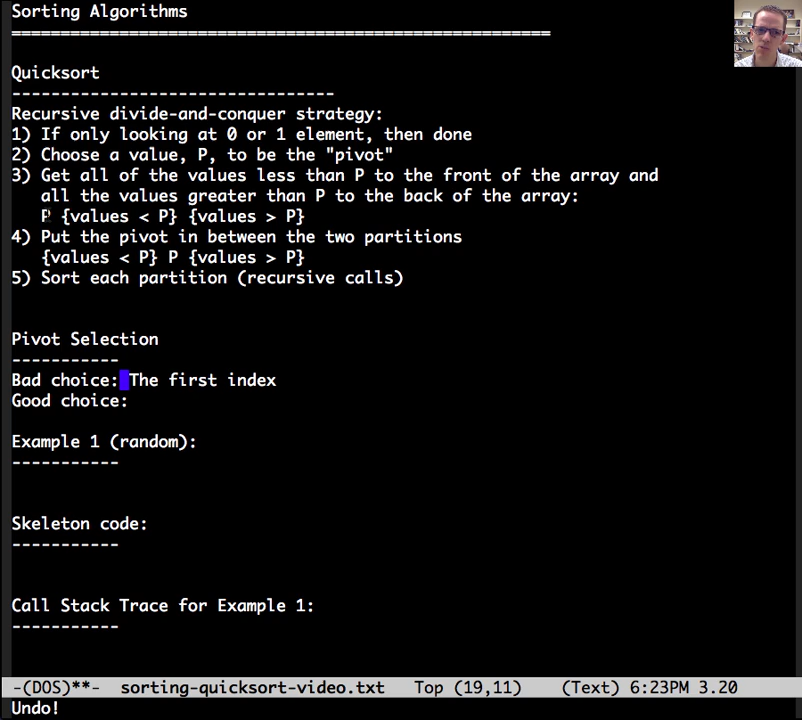 Sorting Algorithms
=======================================================
Quicksort
---------------------------------
Recursive divide-and-conquer strategy:
1) If only looking at 0 or 1 element, then done
2) Choose a value, P, to be the "pivot"
3) Get all of the values less than P to the front of the array and
all the values greater than P to the back of the array:
P {values < P} {values > P}
4) Put the pivot in between the two partitions
{values < P} P {values > P}
5) Sort each partition (recursive calls)
Pivot Selection
-----------
Bad choice: The first index
Good choice:
Example 1 (random):
-----------
Skeleton code:
-----------
Call Stack Trace for Example 1:
-----------
-(DOS)**-  sorting-quicksort-video.txt   Top (19,11)    (Text) 6:23PM 3.20
Undo!